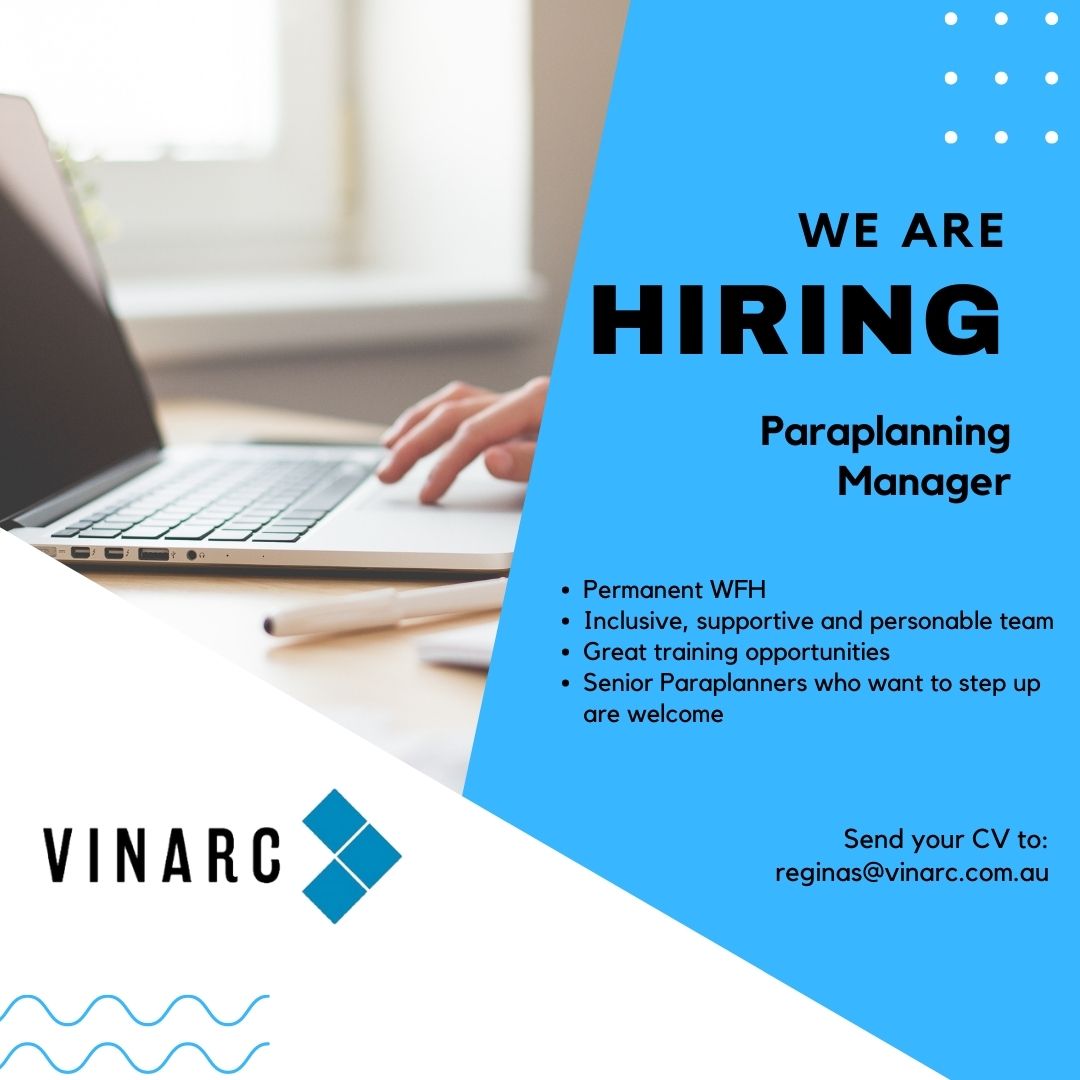 WE ARE
HIRING
Paraplanning
Manager
• Permanent WFH
• Inclusive, supportive and personable team
• Great training opportunities
• Senior Paraplanners who want to step up
are welcome
VINARC
Send your CV to:
reginas@vinarc.com.au